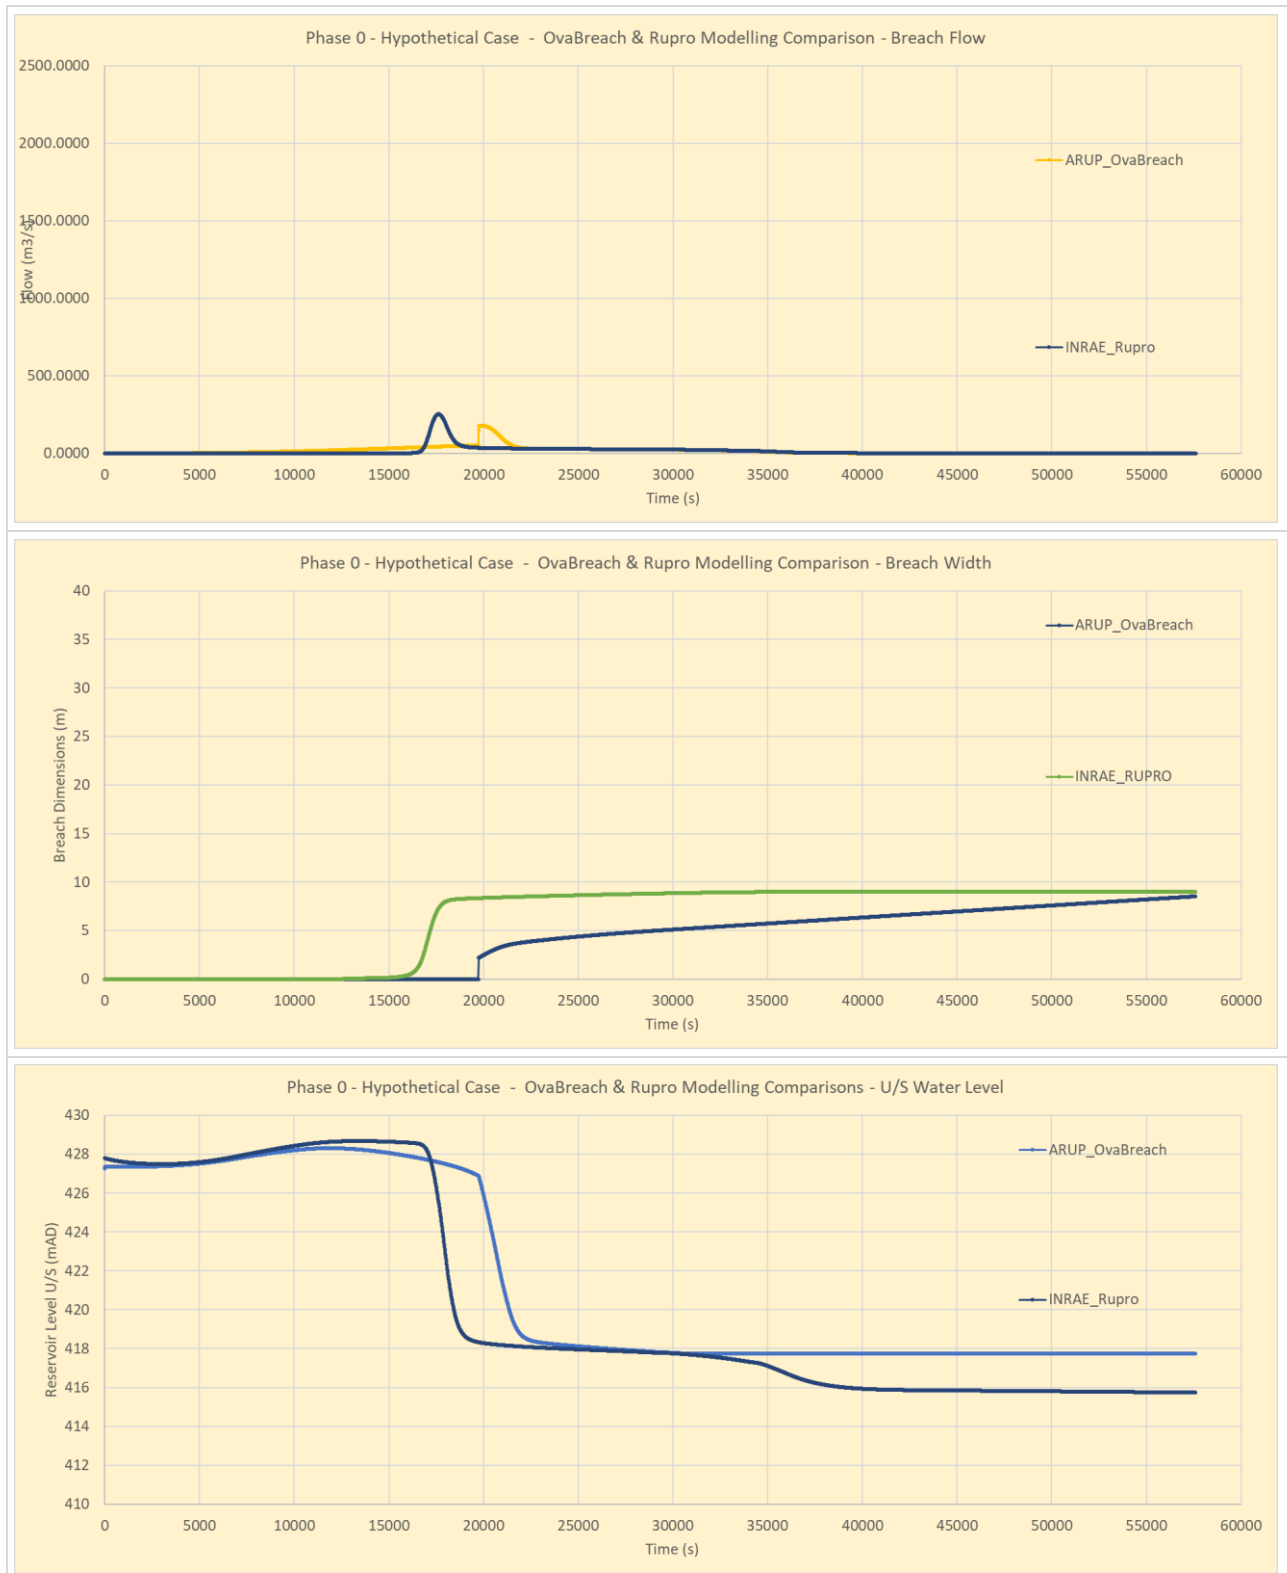 Phase 0 - Hypothetical Case - OvaBreach & Rupro Modelling Comparison - Breach Flow
2500.0000
2000.0000
1500.0000
1000.0000
500.0000
0.0000
Flow (m3/s)
ARUP_OvaBreach
INRAE_Rupro
0 5000 10000 15000 20000 25000 30000 35000 40000 45000 50000 55000 60000
Time (s)
Phase 0 - Hypothetical Case - OvaBreach & Rupro Modelling Comparison - Breach Width
40
35
30
25
20
15
10
5
0
Breach Dimensions (m)
ARUP_OvaBreach
INRAE_RUPRO
0 5000 10000 15000 20000 25000 30000 35000 40000 45000 50000 55000 60000
Time (s)
Phase 0 - Hypothetical Case - OvaBreach & Rupro Modelling Comparisons - U/S Water Level
430
428
426
424
422
420
418
416
414
412
410
Reservoir Level U/S (mAD)
ARUP_OvaBreach
INRAE_Rupro
0 5000 10000 15000 20000 25000 30000 35000 40000 45000 50000 55000 60000
Time (s)